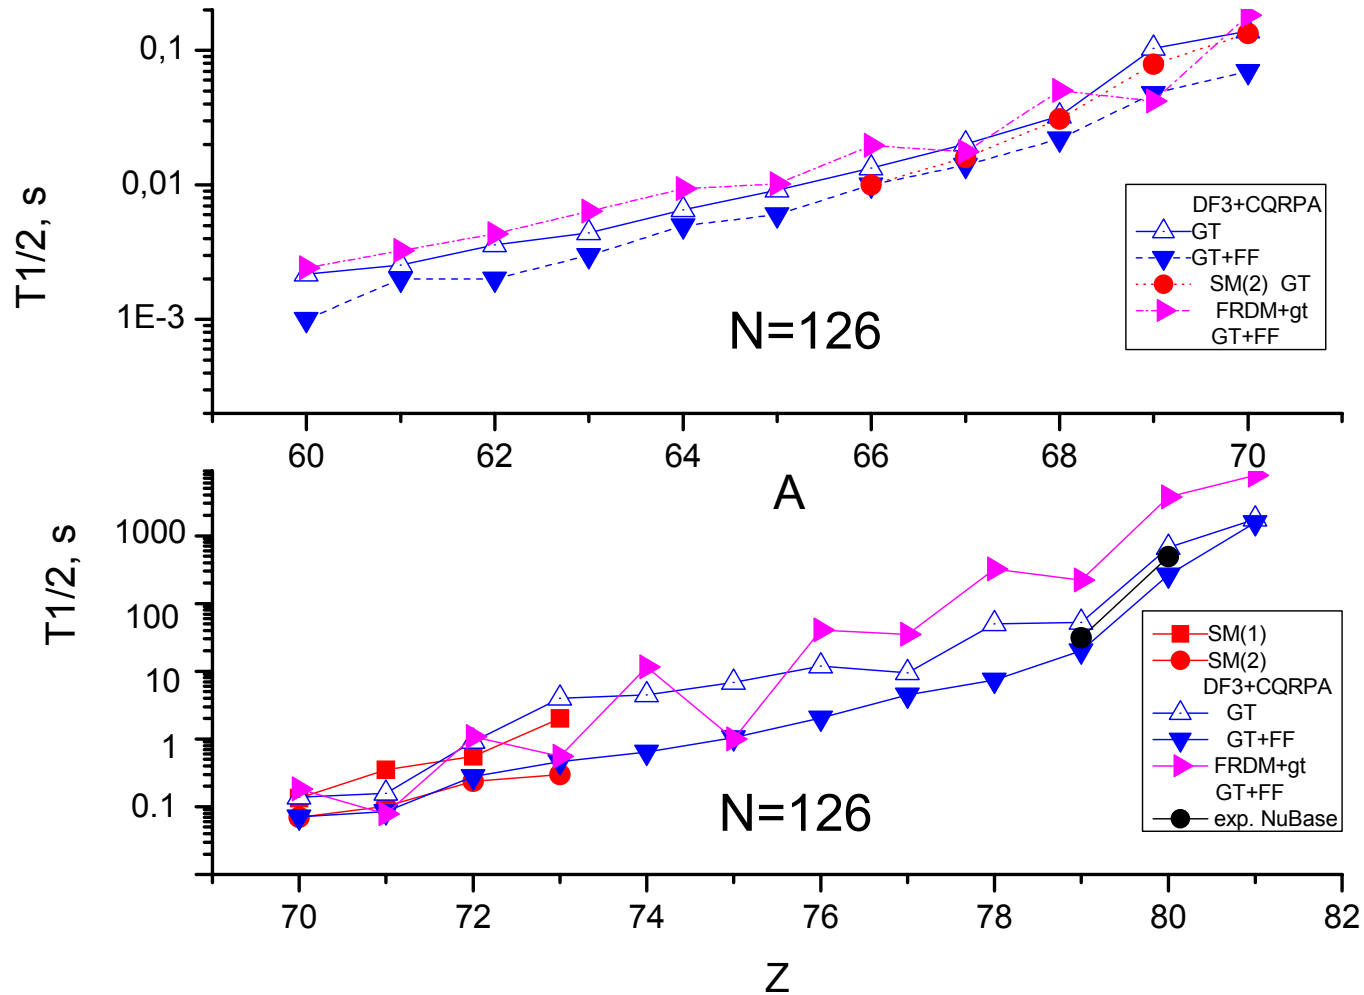 T1/2, s
0,1
0,01
1E-3
N=126
DF3+CQRPA
GT
GT+FF
SM(2) GT
FRDM+gt
GT+FF
60 62 64 66 68 70
A
T1/2, s
1000
100
10
1
0.1
N=126
SM(1)
SM(2)
DF3+CQRPA
GT
GT+FF
FRDM+gt
GT+FF
exp. NuBase
70 72 74 76 78 80 82
Z